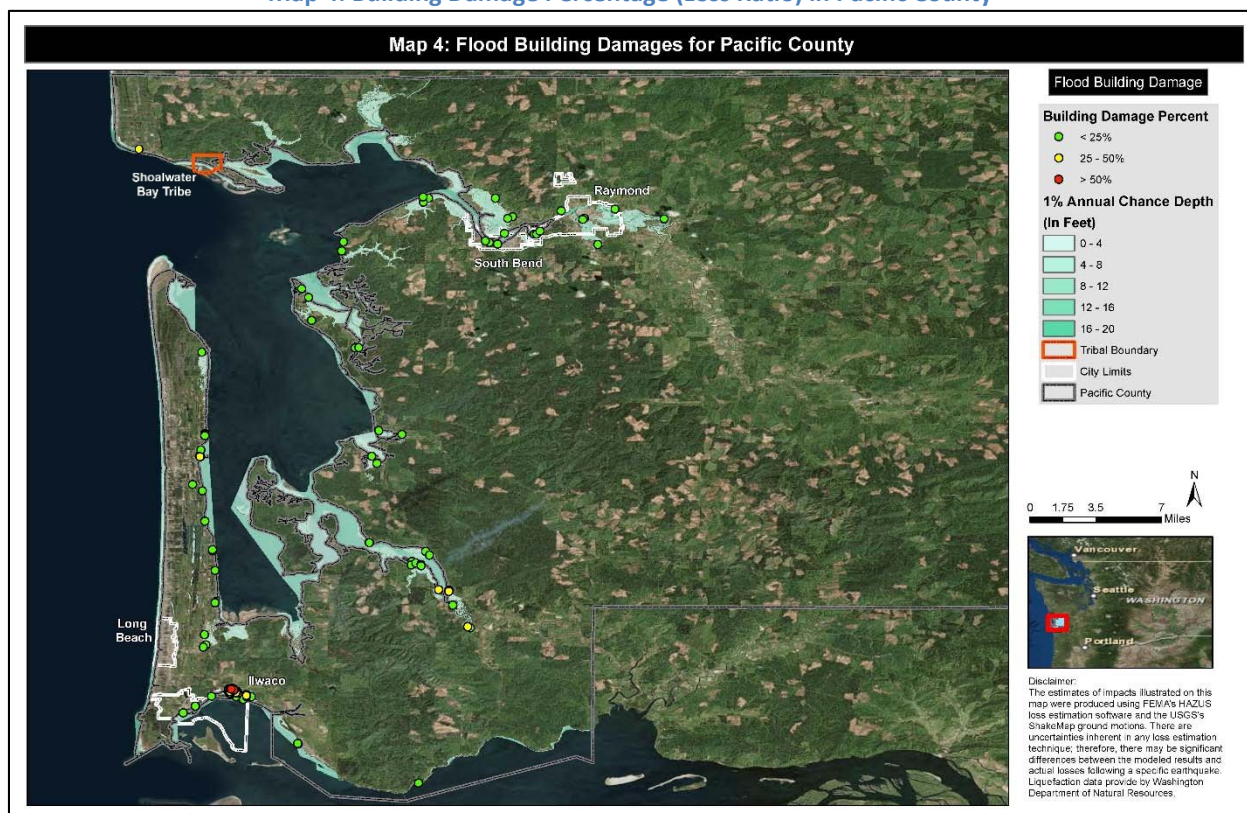 Map 4: Building Damage Percentage (Loss Ratio) in Pacific County
Map 4: Flood Building Damages for Pacific County
Flood Building Damage
Building Damage Percent
< 25%
25 - 50%
> 50%
1% Annual Chance Depth
(In Feet)
0 - 4
4 - 8
8 - 12
12 - 16
16 - 20
Tribal Boundary
City Limits
Pacific County
Shoalwater
Bay Tribe
Raymond
South Bend
Long
Beach
Ilwaco
N
0 1.75 3.5 7
Miles
Vancouver
Seattle
WASHINGTON
Portland
Disclaimer:
The estimates of impacts illustrated on this
map were produced using FEMA's HAZUS
loss estimation software and the USGS's
ShakeMap ground motions. There are
uncertainties inherent in any loss estimation
technique; therefore, there may be significant
differences between the modeled results and
actual losses following a specific earthquake.
Liquefaction data provide by Washington
Department of Natural Resources.